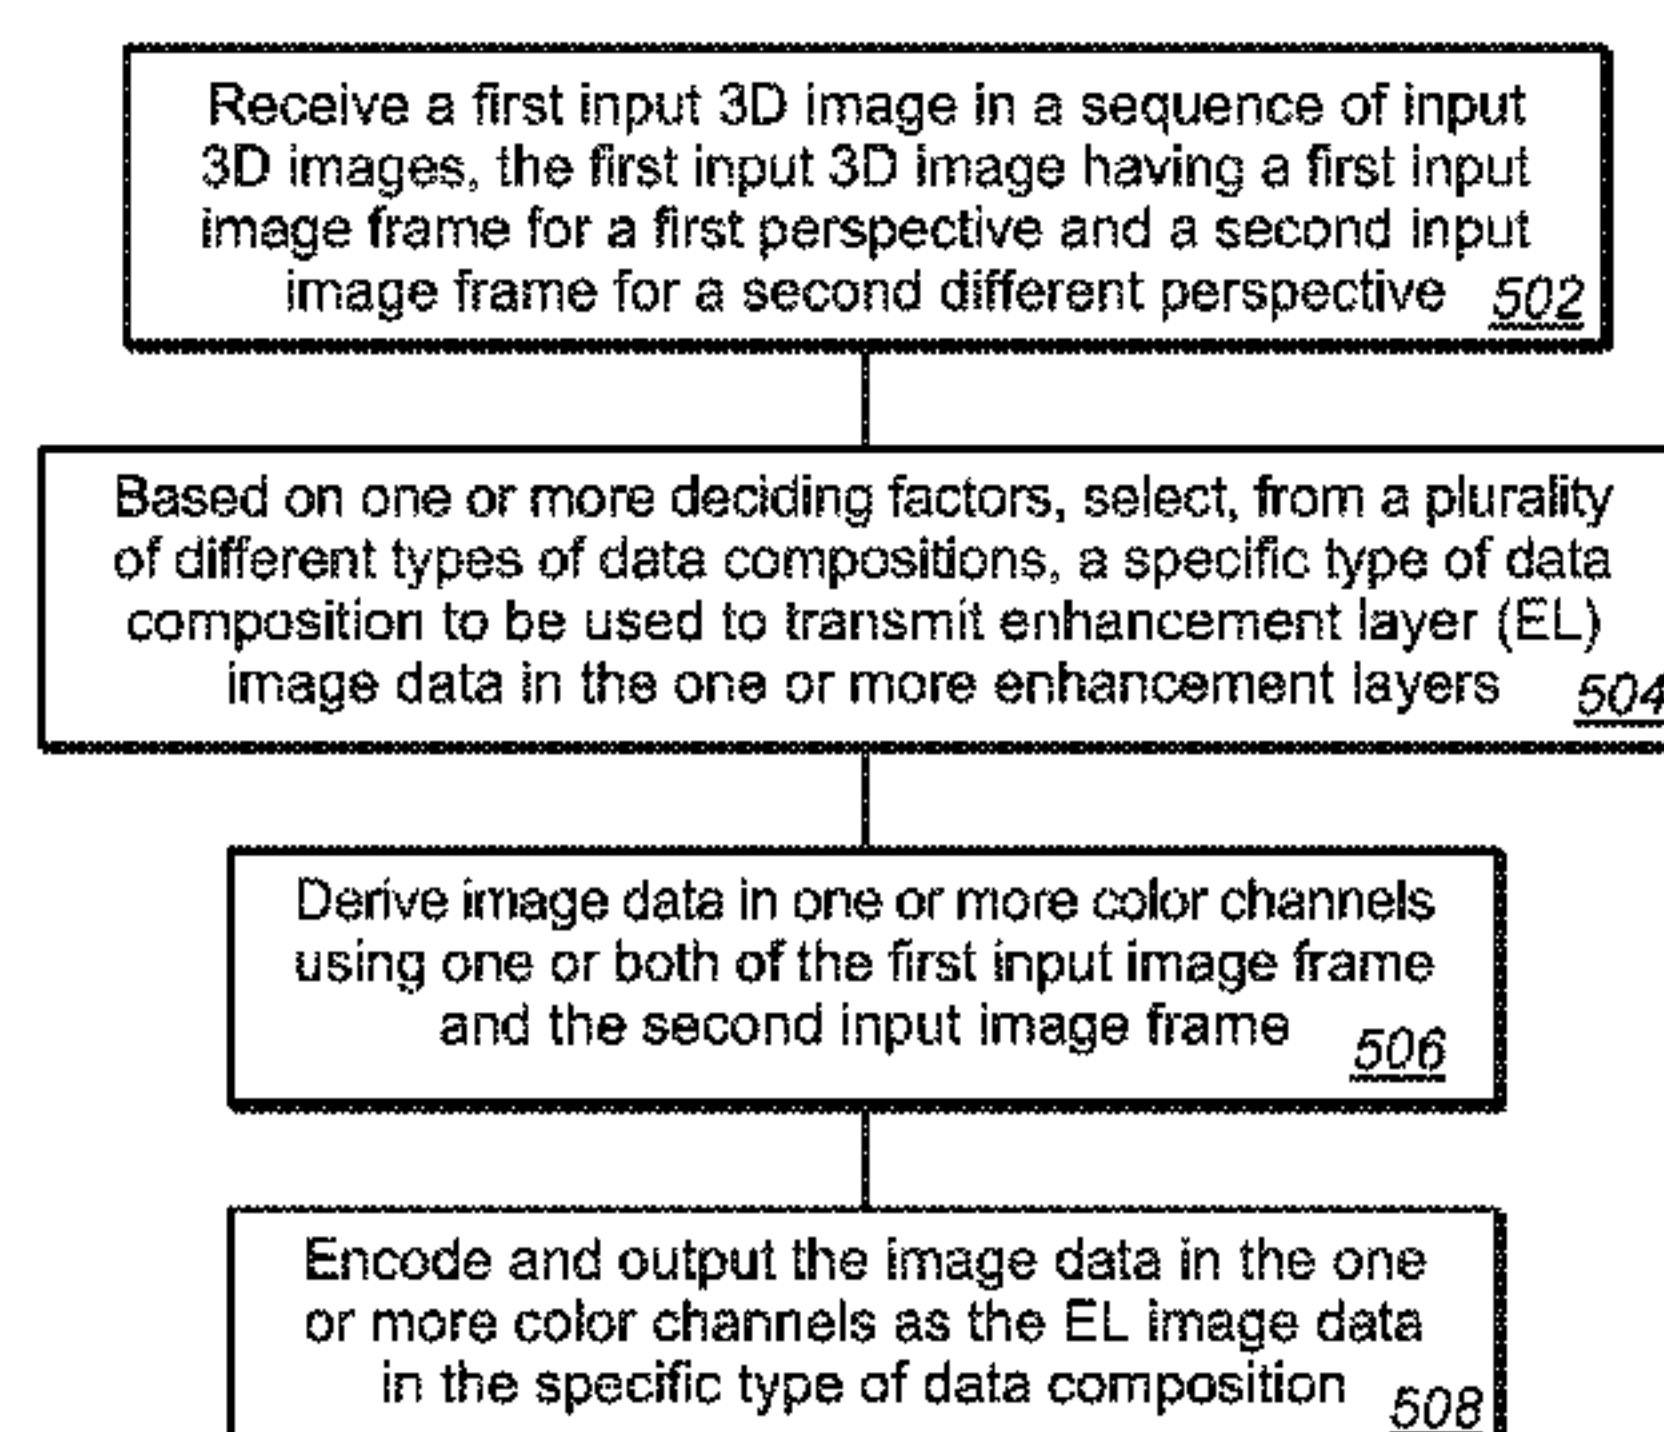 Receive a first input 3D image in a sequence of input
3D images, the first input 3D image having a first input
image frame for a first perspective and a second input
image frame for a second different perspective 502
Based on one or more deciding factors, select, from a plurality
of different types of data compositions, a specific type of data
composition to be used to transmit enhancement layer (EL)
image data in the one or more enhancement layers 504
Derive image data in one or more color channels
using one or both of the first input image frame
and the second input image frame 506
Encode and output the image data in the one
or more color channels as the EL image data
in the specific type of data composition 508